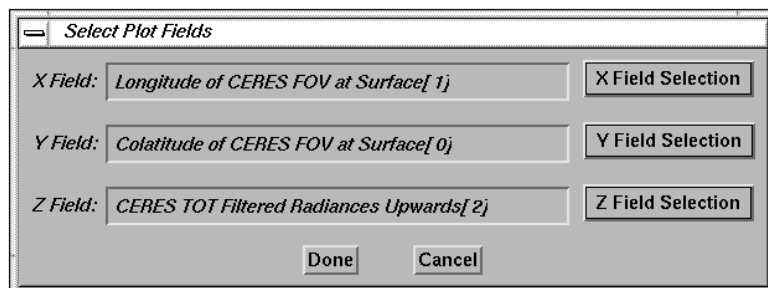 Select Plot Fields
X Field: Longitude of CERES FOV at Surface[ 1] X Field Selection
Y Field: Colatitude of CERES FOV at Surface[ 0] Y Field Selection
Z Field: CERES TOT Filtered Radiances Upwards[ 2] Z Field Selection
Done Cancel